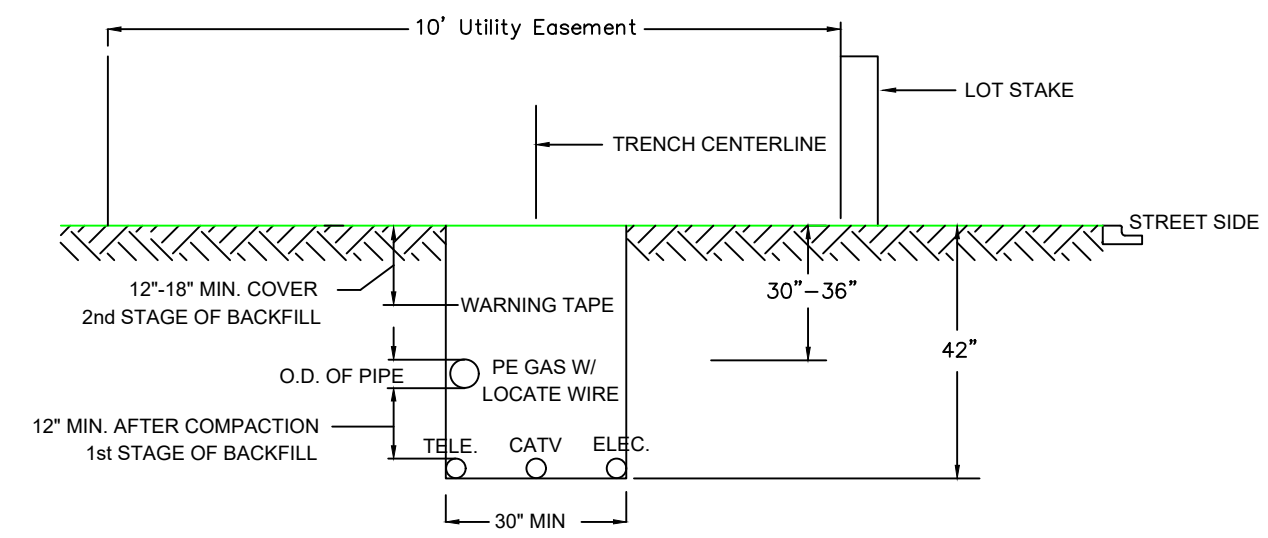 10' Utility Easement
LOT STAKE
TRENCH CENTERLINE
STREET SIDE
12"-18" MIN. COVER
2nd STAGE OF BACKFILL
WARNING TAPE
30"-36"
42"
O.D. OF PIPE
PE GAS W/
LOCATE WIRE
12" MIN. AFTER COMPACTION
1st STAGE OF BACKFILL
TELE. CATV ELEC.
30" MIN